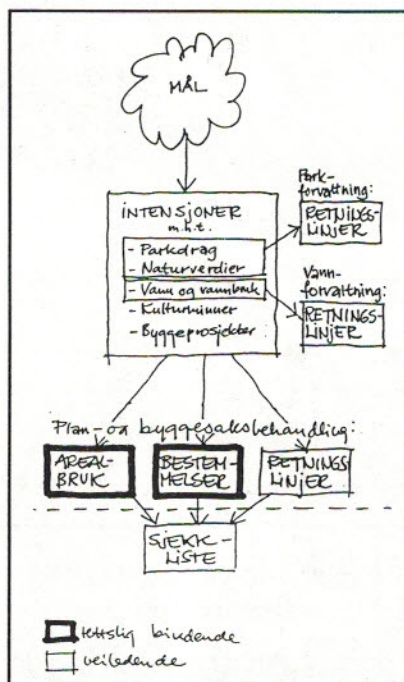 MÅL
INTENSJONER
m.h.t.
- Parkdrag
- Naturverdier
- Vann og vannbruk
- Kulturminner
- Byggeprosjekter
Park-
forvaltning:
RETNINGS-
LINJER
Vann-
forvaltning:
RETNINGS-
LINJER
Plan- og byggesaksbehandling:
AREAL-
BRUK
BESTEM-
MELSER
RETNINGS
LINJER
SJEKK-
LISTE
rettslig bindende
veiledende